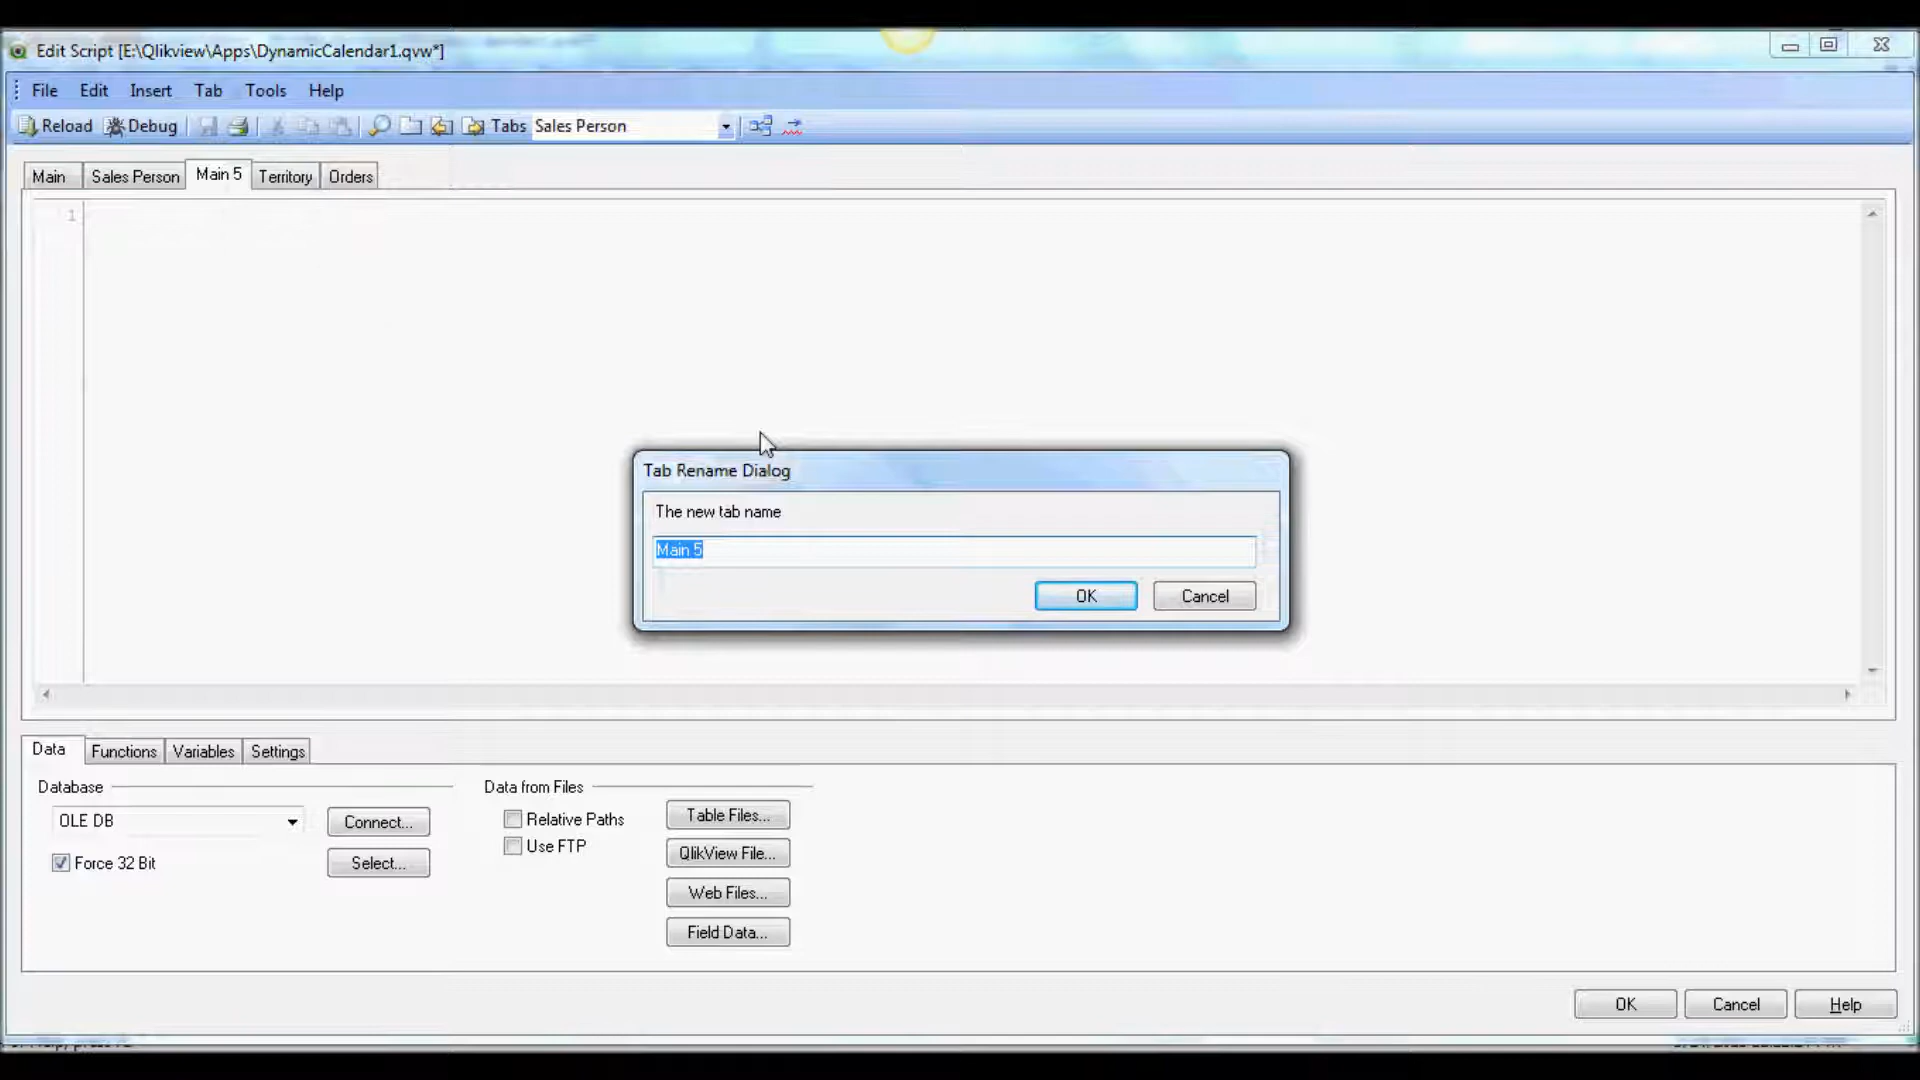 Edit Script [E:\Qlikview\Apps\DynamicCalendar1.qvw*]
File Edit Insert Tab Tools Help
Reload Debug Tabs Sales Person
Main Sales Person Main 5 Territory Orders
1
Tab Rename Dialog
The new tab name
Main 5
OK Cancel
Data Functions Variables Settings
Database Data from Files
OLE DB Connect... Relative Paths Table Files...
Use FTP QlikView File...
Force 32 Bit Select...
Web Files...
Field Data...
OK Cancel Help